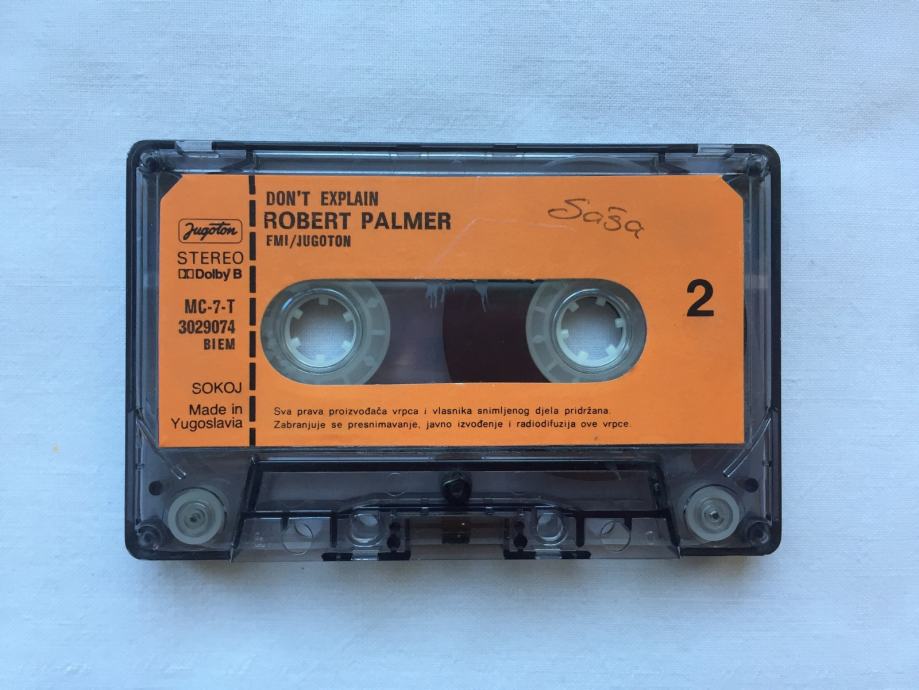 DON'T EXPLAIN
ROBERT PALMER
EMI/JUGOTON
Saša
Jugoton
STEREO
Dolby B
MC-7-T
3029074
BIEM
SOKOJ
Made in
Yugoslavia
2
Sva prava proizvođača vrpca i vlasnika snimljenog djela pridržana.
Zabranjuje se presnimavanje, javno izvođenje i radiodifuzija ove vrpce.